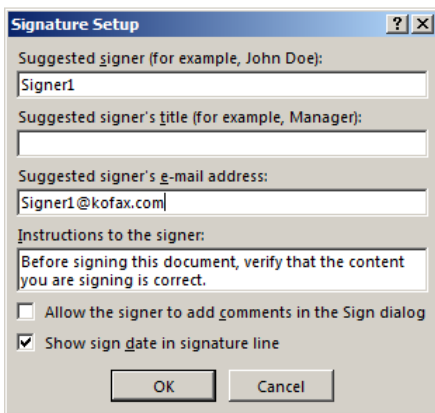 Signature Setup
Suggested signer (for example, John Doe):
Signer1
Suggested signer's title (for example, Manager):
Suggested signer's e-mail address:
Signer1@kofax.com
Instructions to the signer:
Before signing this document, verify that the content
you are signing is correct.
Allow the signer to add comments in the Sign dialog
Show sign date in signature line
OK Cancel